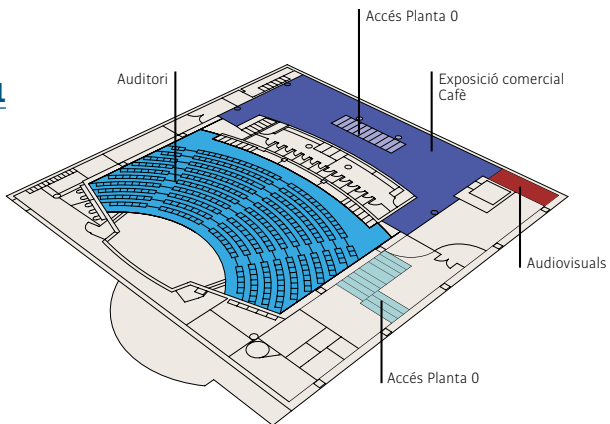 Accés Planta 0
Auditori
Exposició comercial
Cafè
Audiovisuals
Accés Planta 0